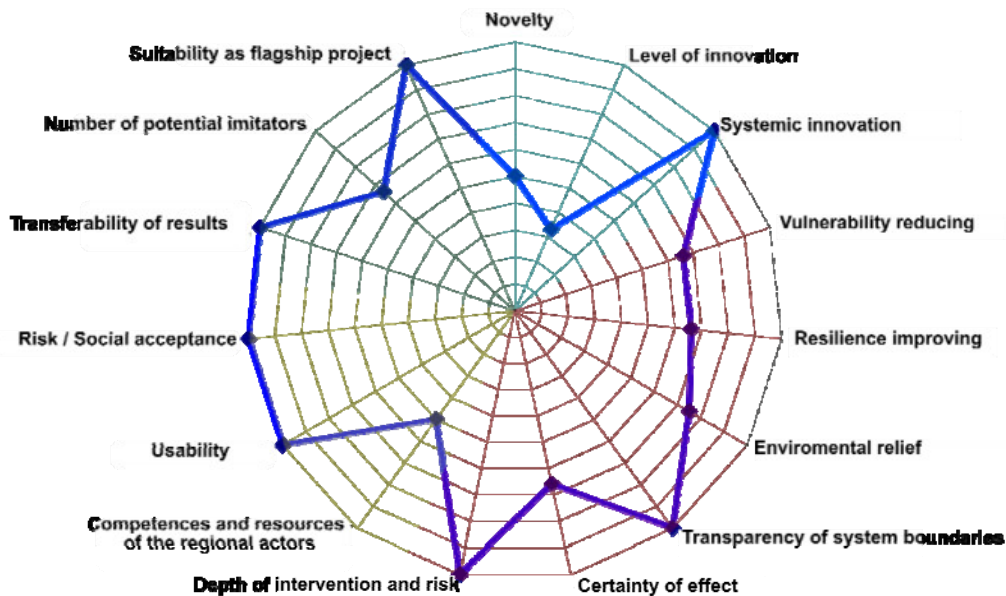 Novelty
Suitability as flagship project
Level of innovation
Number of potential imitators
Systemic innovation
Transferability of results
Vulnerability reducing
Risk / Social acceptance
Resilience improving
Usability
Enviromental relief
Competences and resources
of the regional actors
Transparency of system boundaries
Depth of intervention and risk
Certainty of effect